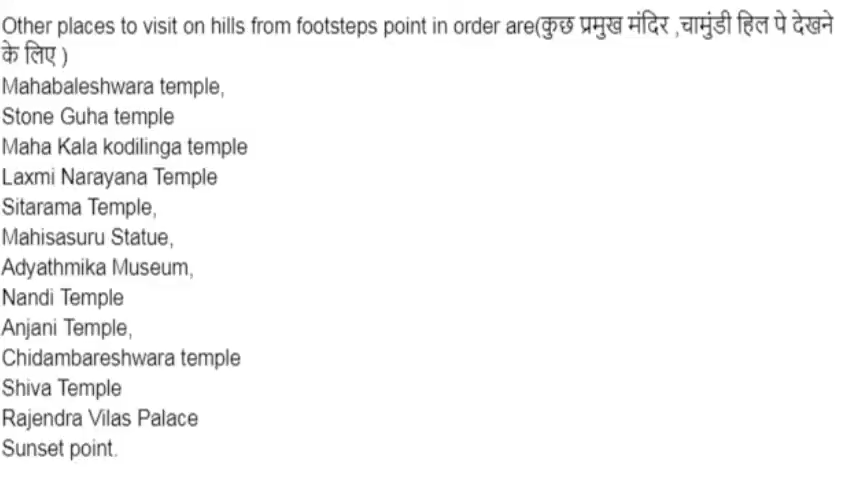 Other places to visit on hills from footsteps point in order are(कुछ प्रमुख मंदिर ,चामुंडी हिल पे देखने
के लिए )
Mahabaleshwara temple,
Stone Guha temple
Maha Kala kodilinga temple
Laxmi Narayana Temple
Sitarama Temple,
Mahisasuru Statue,
Adyathmika Museum,
Nandi Temple
Anjani Temple,
Chidambareshwara temple
Shiva Temple
Rajendra Vilas Palace
Sunset point.